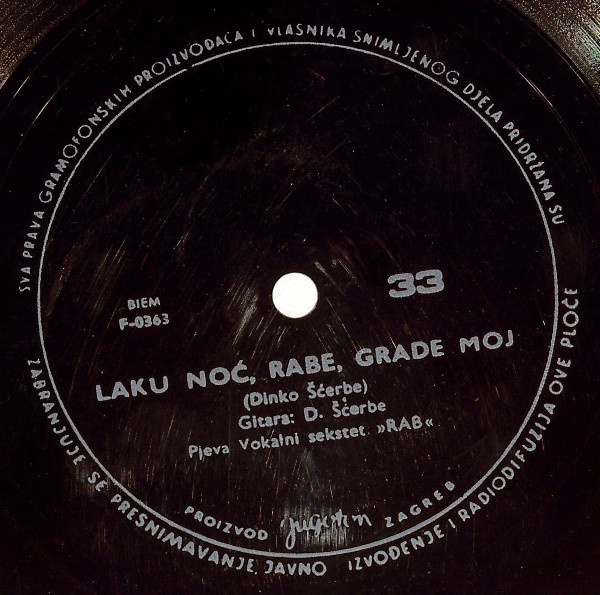 SVA PRAVA GRAMOFONSKIH PROIZVOĐAČA I VLASNIKA SNIMLJENOG DJELA PRIDRŽANA SU
BIEM
F-0363
33
LAKU NOĆ, RABE, GRADE MOJ
(Dinko Šćerbe)
Gitara: D. Šćerbe
Pjeva Vokalni sekstet »RAB«
PROIZVOD Jugoton ZAGREB
ZABRANJUJE SE PRESNIMAVANJE, JAVNO IZVOĐENJE I RADIODIFUZIJA OVE PLOČE